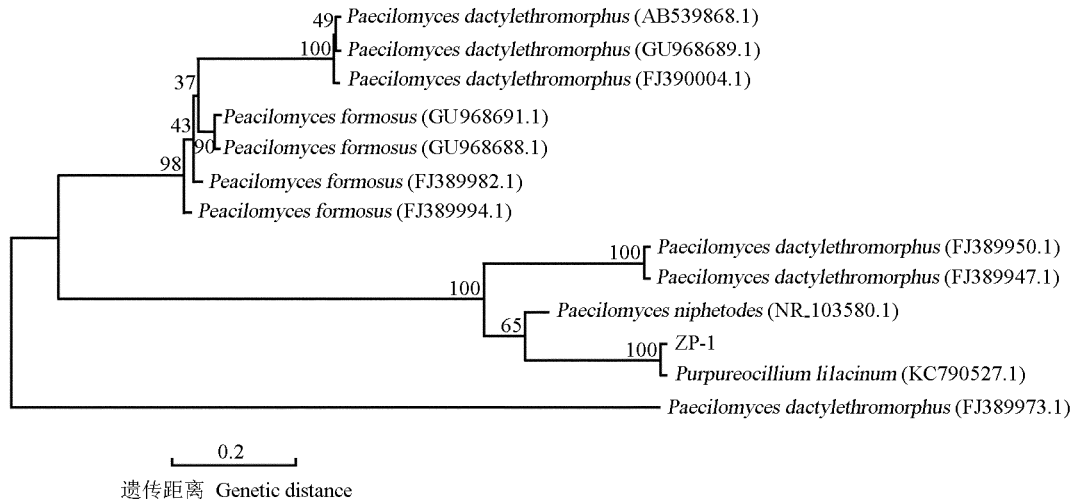 49
Paecilomyces dactylethromorphus (AB539868.1)
100
Paecilomyces dactylethromorphus (GU968689.1)
Paecilomyces dactylethromorphus (FJ390004.1)
37
Peacilomyces formosus (GU968691.1)
43
90
Peacilomyces formosus (GU968688.1)
98
Peacilomyces formosus (FJ389982.1)
Peacilomyces formosus (FJ389994.1)
100
Paecilomyces dactylethromorphus (FJ389950.1)
Paecilomyces dactylethromorphus (FJ389947.1)
100
Paecilomyces niphetodes (NR_103580.1)
65
100
ZP-1
Purpureocillium lilacinum (KC790527.1)
Paecilomyces dactylethromorphus (FJ389973.1)
0.2
遗传距离 Genetic distance